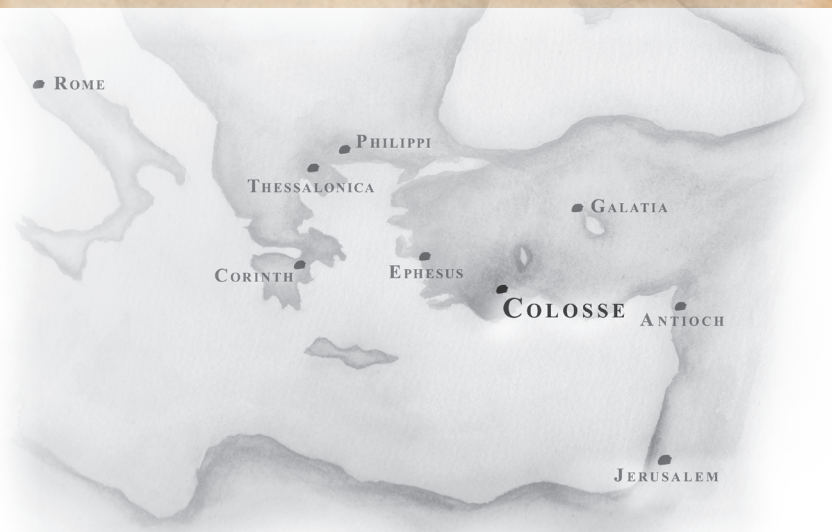 ROME
PHILIPPI
THESSALONICA
GALATIA
CORINTH
EPHESUS
COLOSSE
ANTIOCH
JERUSALEM